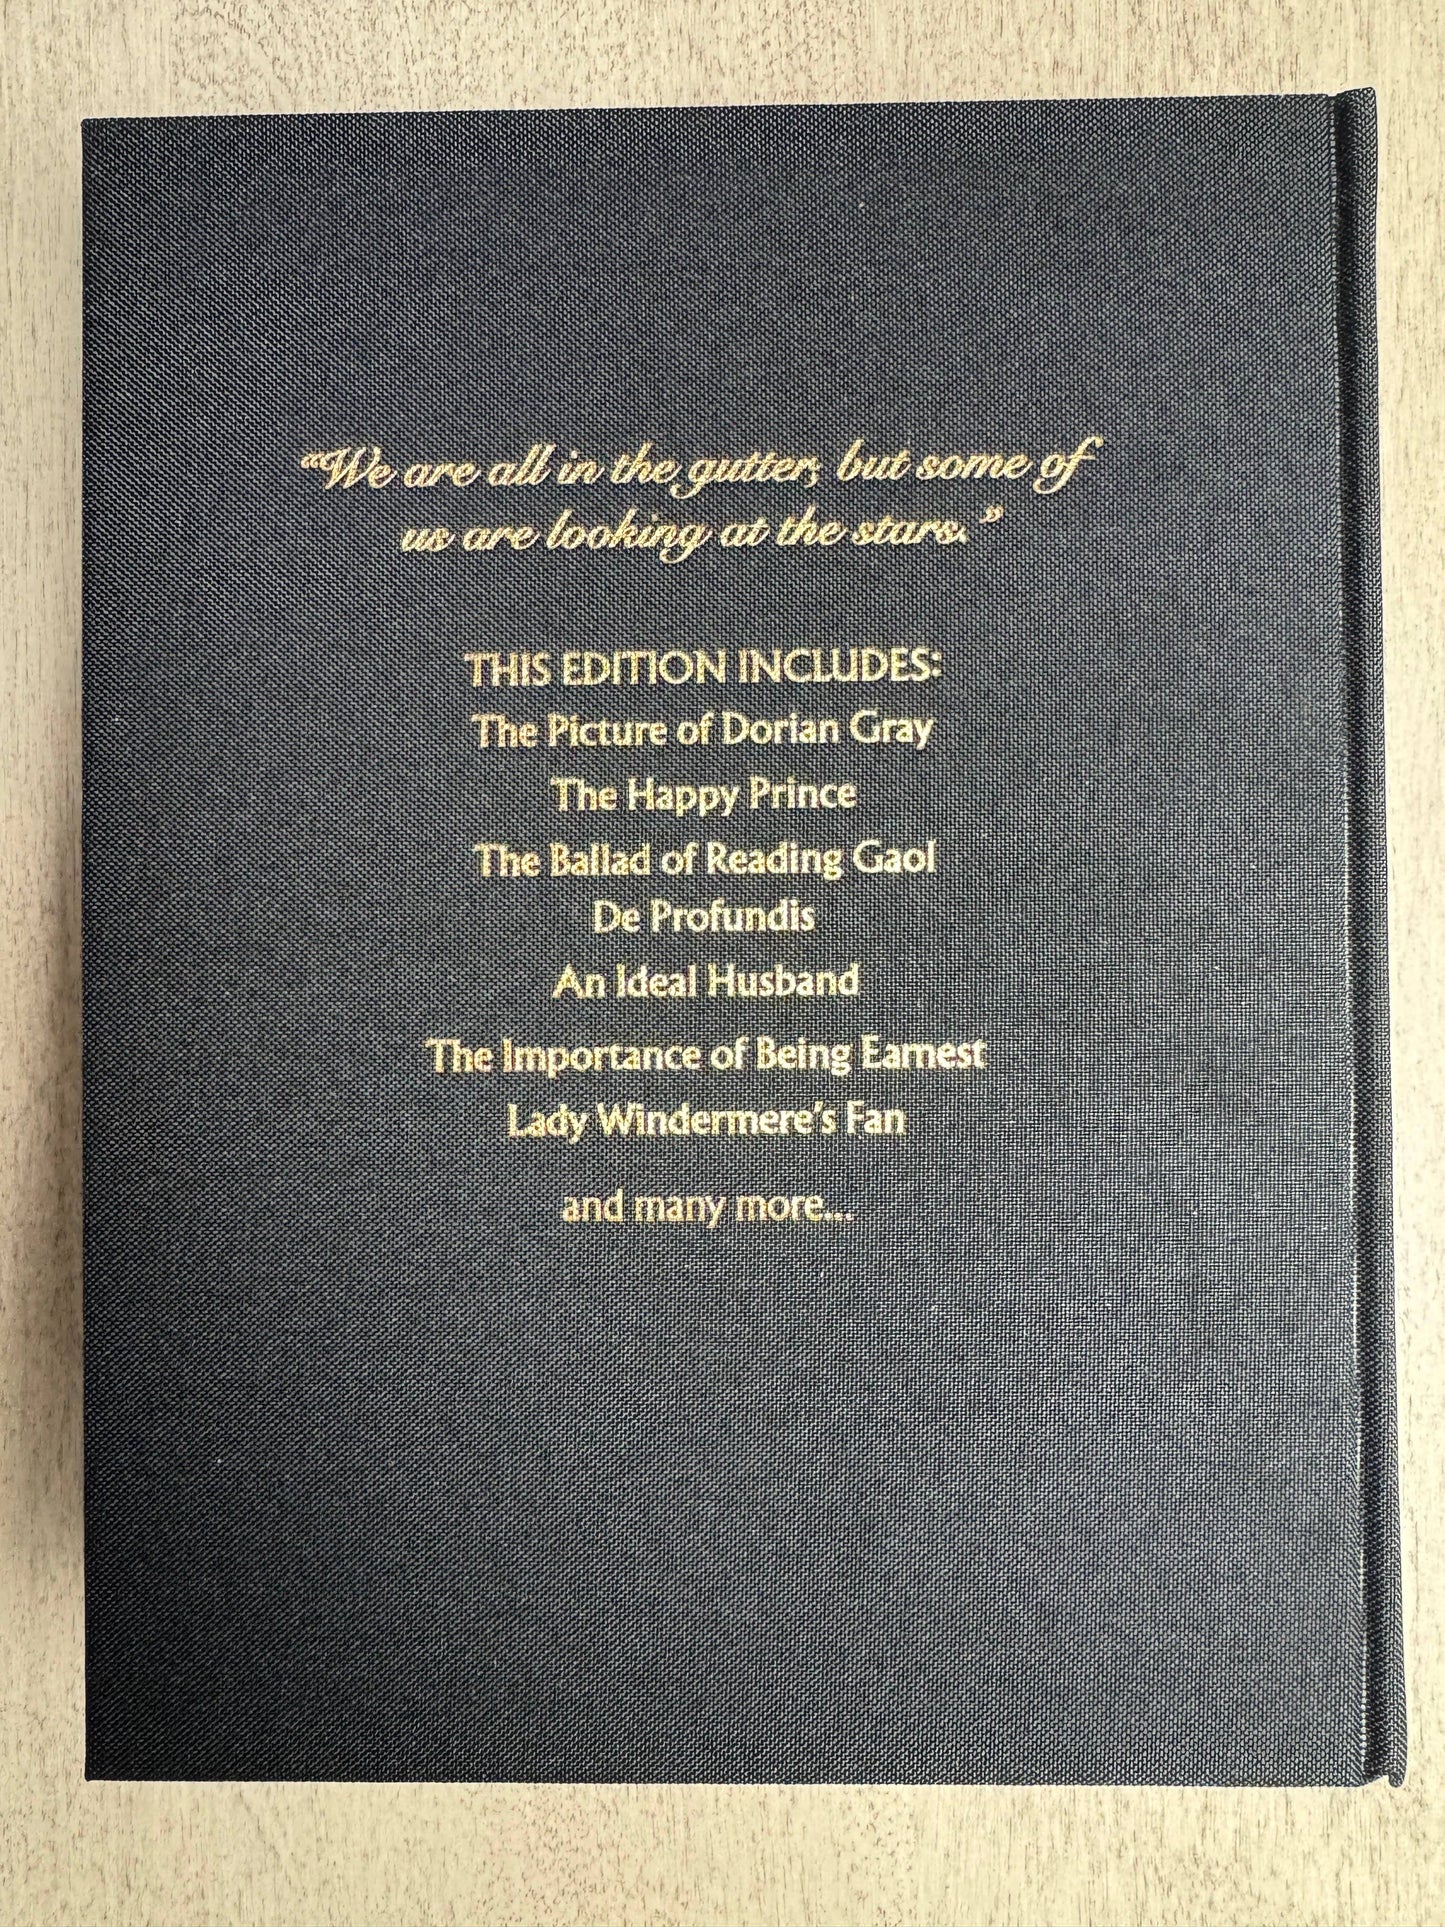 “We are all in the gutter, but some of
us are looking at the stars.”
THIS EDITION INCLUDES:
The Picture of Dorian Gray
The Happy Prince
The Ballad of Reading Gaol
De Profundis
An Ideal Husband
The Importance of Being Earnest
Lady Windermere’s Fan
and many more...